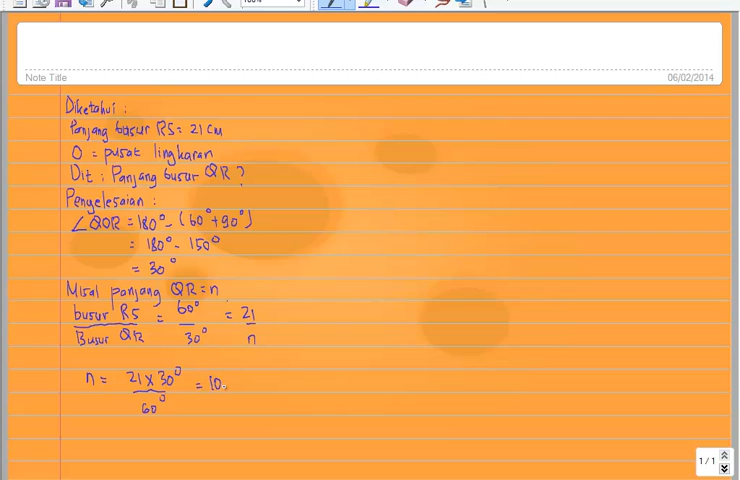 Note Title
06/02/2014
Diketahui :
Panjang busur RS = 21 cm
O = pusat lingkaran
Dit : Panjang busur QR ?
Penyelesaian :
∠QOR = 180° - (60° + 90°)
= 180° - 150°
= 30°
Misal panjang QR = n
busur RS / Busur QR = 60° / 30° = 21 / n
n = 21 x 30° / 60° = 10.
1 / 1